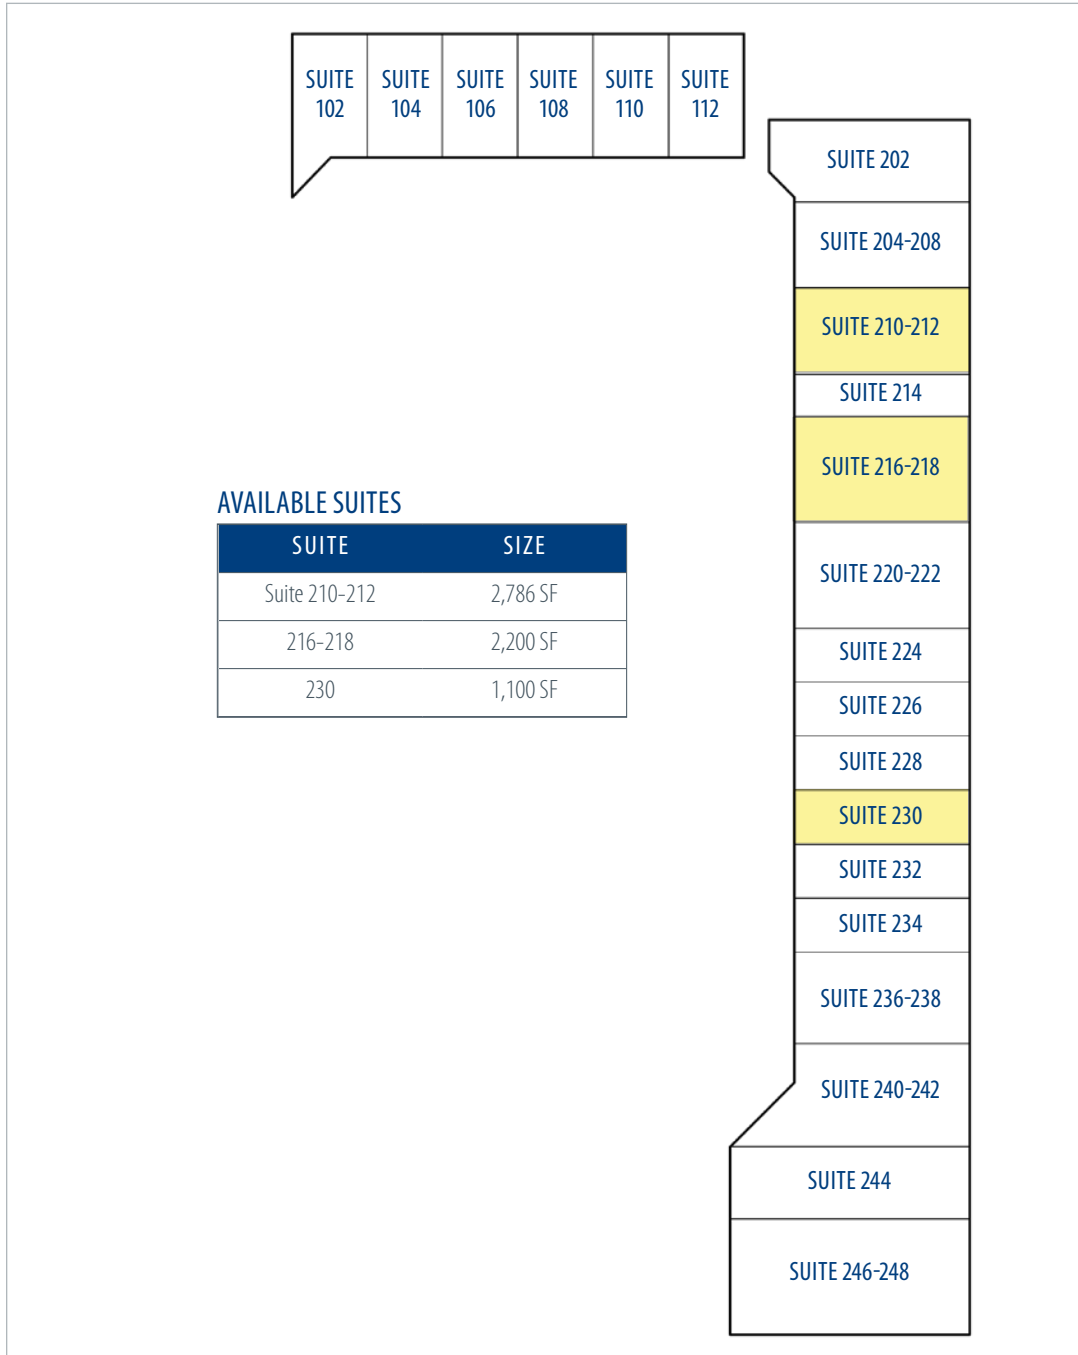 SUITE
102
SUITE
104
SUITE
106
SUITE
108
SUITE
110
SUITE
112
SUITE 202
SUITE 204-208
SUITE 210-212
SUITE 214
SUITE 216-218
AVAILABLE SUITES
SUITE SIZE
Suite 210-212 2,786 SF
216-218 2,200 SF
230 1,100 SF
SUITE 220-222
SUITE 224
SUITE 226
SUITE 228
SUITE 230
SUITE 232
SUITE 234
SUITE 236-238
SUITE 240-242
SUITE 244
SUITE 246-248